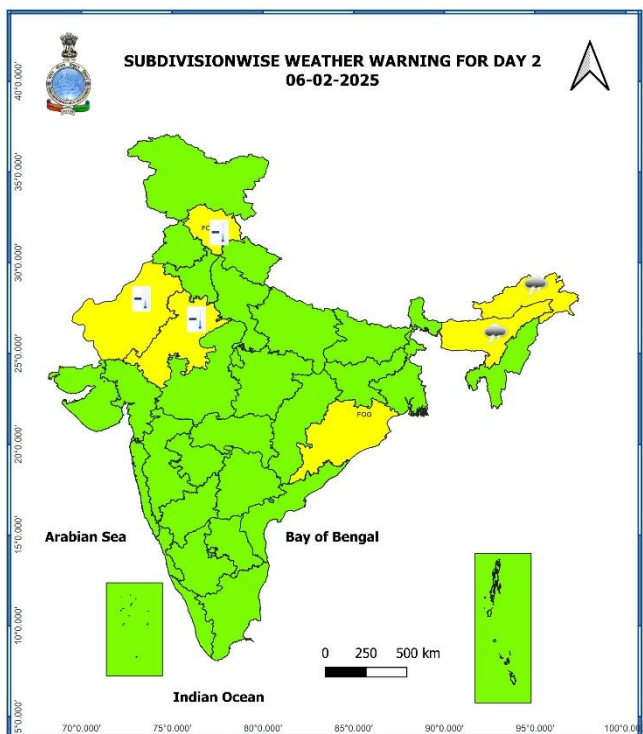 SUBDIVISIONWISE WEATHER WARNING FOR DAY 2
06-02-2025
40°0.000'
35°0.000'
30°0.000'
25°0.000'
20°0.000'
15°0.000'
10°0.000'
5°0.000'
FOG
Arabian Sea
Bay of Bengal
0 250 500 km
Indian Ocean
70°0.000' 75°0.000' 80°0.000' 85°0.000' 90°0.000' 95°0.000' 100°0.000'